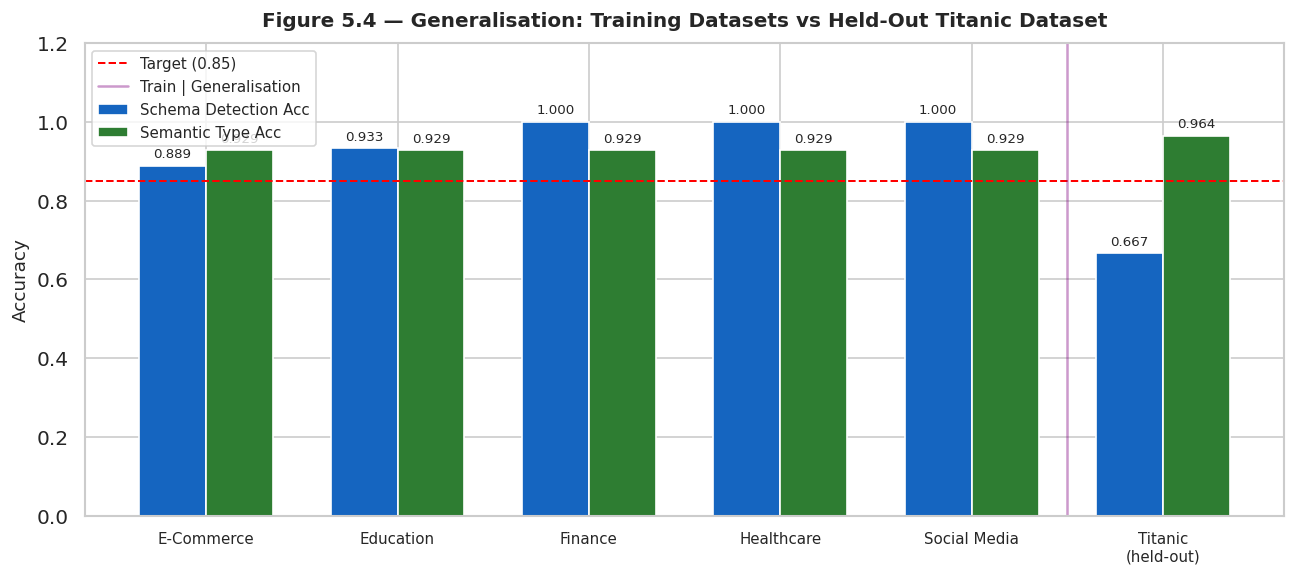 Figure 5.4 — Generalisation: Training Datasets vs Held-Out Titanic Dataset
Target (0.85)
Train | Generalisation
Schema Detection Acc
Semantic Type Acc
1.2
1.0
0.8
0.6
0.4
0.2
0.0
Accuracy
0.889
0.929
0.933
0.929
1.000
0.929
1.000
0.929
1.000
0.929
0.667
0.964
E-Commerce
Education
Finance
Healthcare
Social Media
Titanic
(held-out)